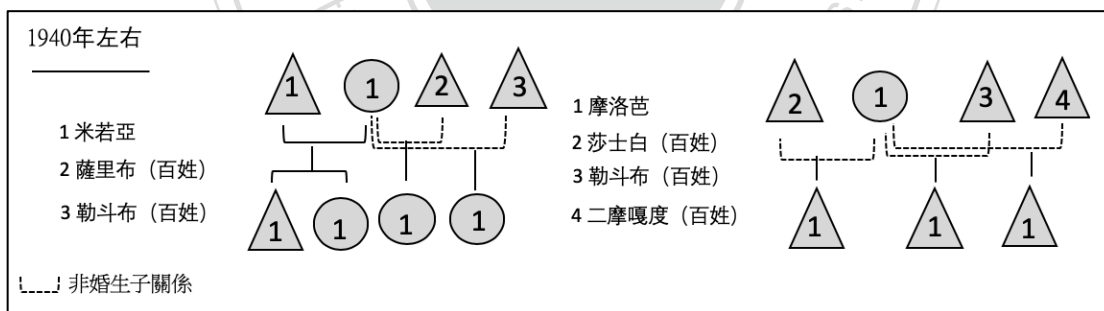 1940年左右
1 米若亞
2 薩里布（百姓）
3 勒斗布（百姓）
1 1 2 3
1 1 1 1
1 摩洛芭
2 莎士白（百姓）
3 勒斗布（百姓）
4 二摩嘎度（百姓）
2 1 3 4
1 1 1
非婚生子關係